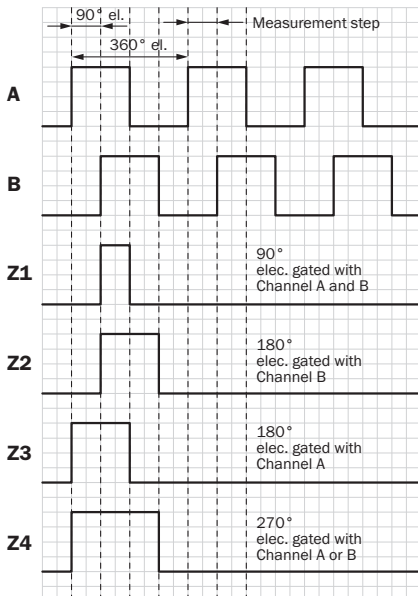 90° el.
Measurement step
360° el.
A
B
Z1
90°
elec. gated with
Channel A and B
Z2
180°
elec. gated with
Channel B
Z3
180°
elec. gated with
Channel A
Z4
270°
elec. gated with
Channel A or B